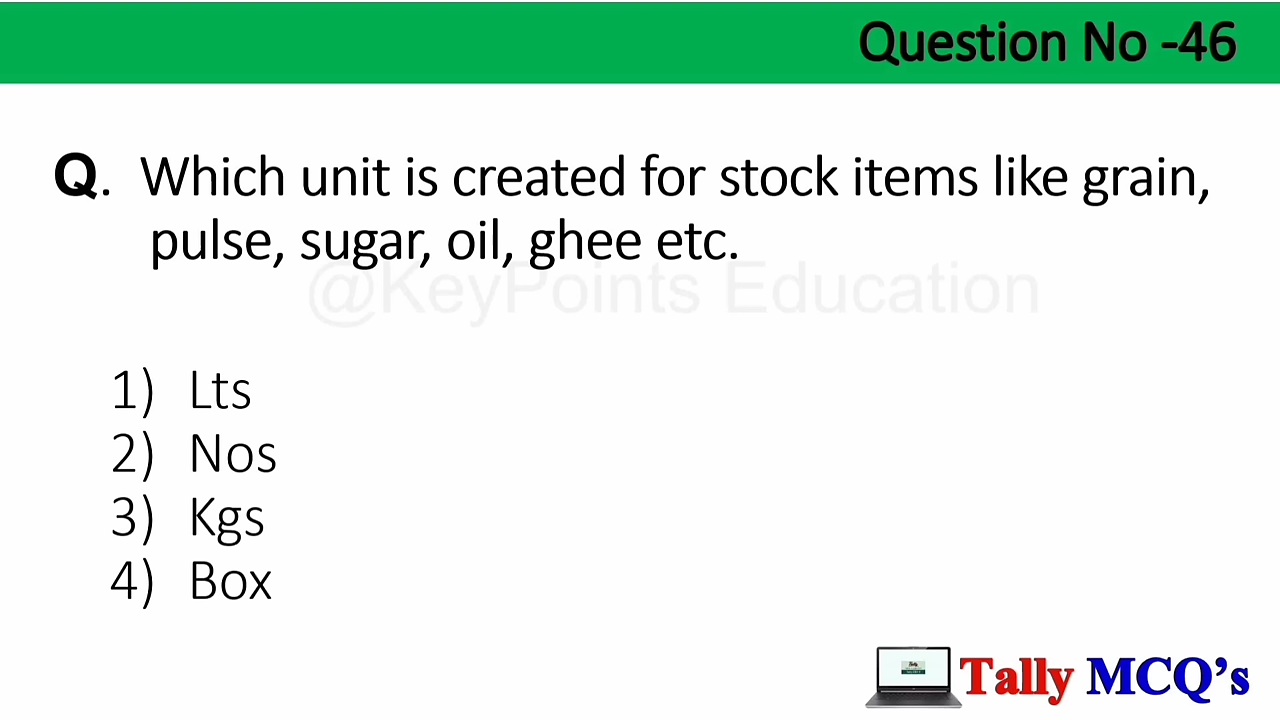 Question No -46
Q. Which unit is created for stock items like grain,
pulse, sugar, oil, ghee etc.
@KeyPoints Education
1) Lts
2) Nos
3) Kgs
4) Box
Tally MCQ’s